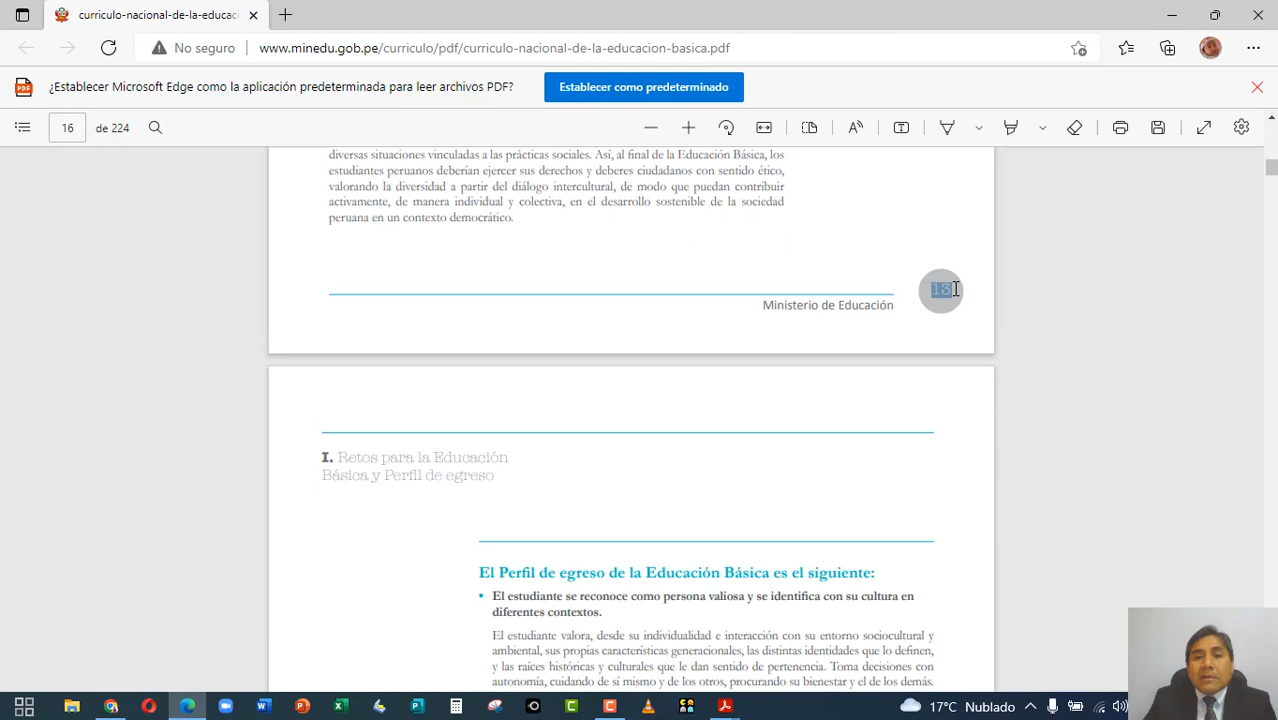 curriculo-nacional-de-la-educaci
No seguro
www.minedu.gob.pe/curriculo/pdf/curriculo-nacional-de-la-educacion-basica.pdf
PDF
¿Establecer Microsoft Edge como la aplicación predeterminada para leer archivos PDF?
Establecer como predeterminado
16
de 224
diversas situaciones vinculadas a las prácticas sociales. Así, al final de la Educación Básica, los
estudiantes peruanos deberían ejercer sus derechos y deberes ciudadanos con sentido ético,
valorando la diversidad a partir del diálogo intercultural, de modo que puedan contribuir
activamente, de manera individual y colectiva, en el desarrollo sostenible de la sociedad
peruana en un contexto democrático.
13
Ministerio de Educación
I. Retos para la Educación
Básica y Perfil de egreso
El Perfil de egreso de la Educación Básica es el siguiente:
• El estudiante se reconoce como persona valiosa y se identifica con su cultura en
diferentes contextos.
El estudiante valora, desde su individualidad e interacción con su entorno sociocultural y
ambiental, sus propias características generacionales, las distintas identidades que lo definen,
y las raíces históricas y culturales que le dan sentido de pertenencia. Toma decisiones con
autonomía, cuidando de sí mismo y de los otros, procurando su bienestar y el de los demás.
17°C Nublado